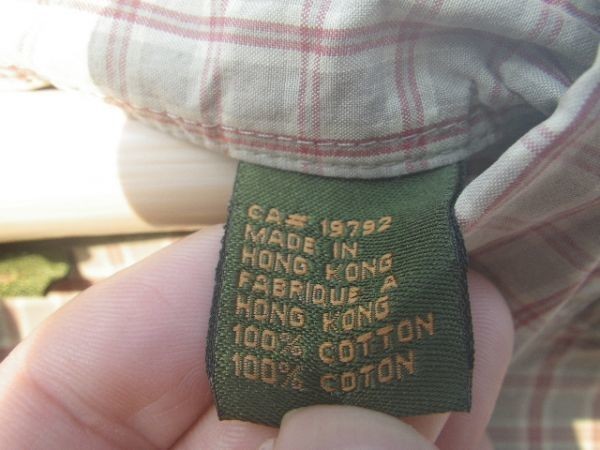 CA# 19792
MADE IN
HONG KONG
FABRIQUE A
HONG KONG
100% COTTON
100% COTON